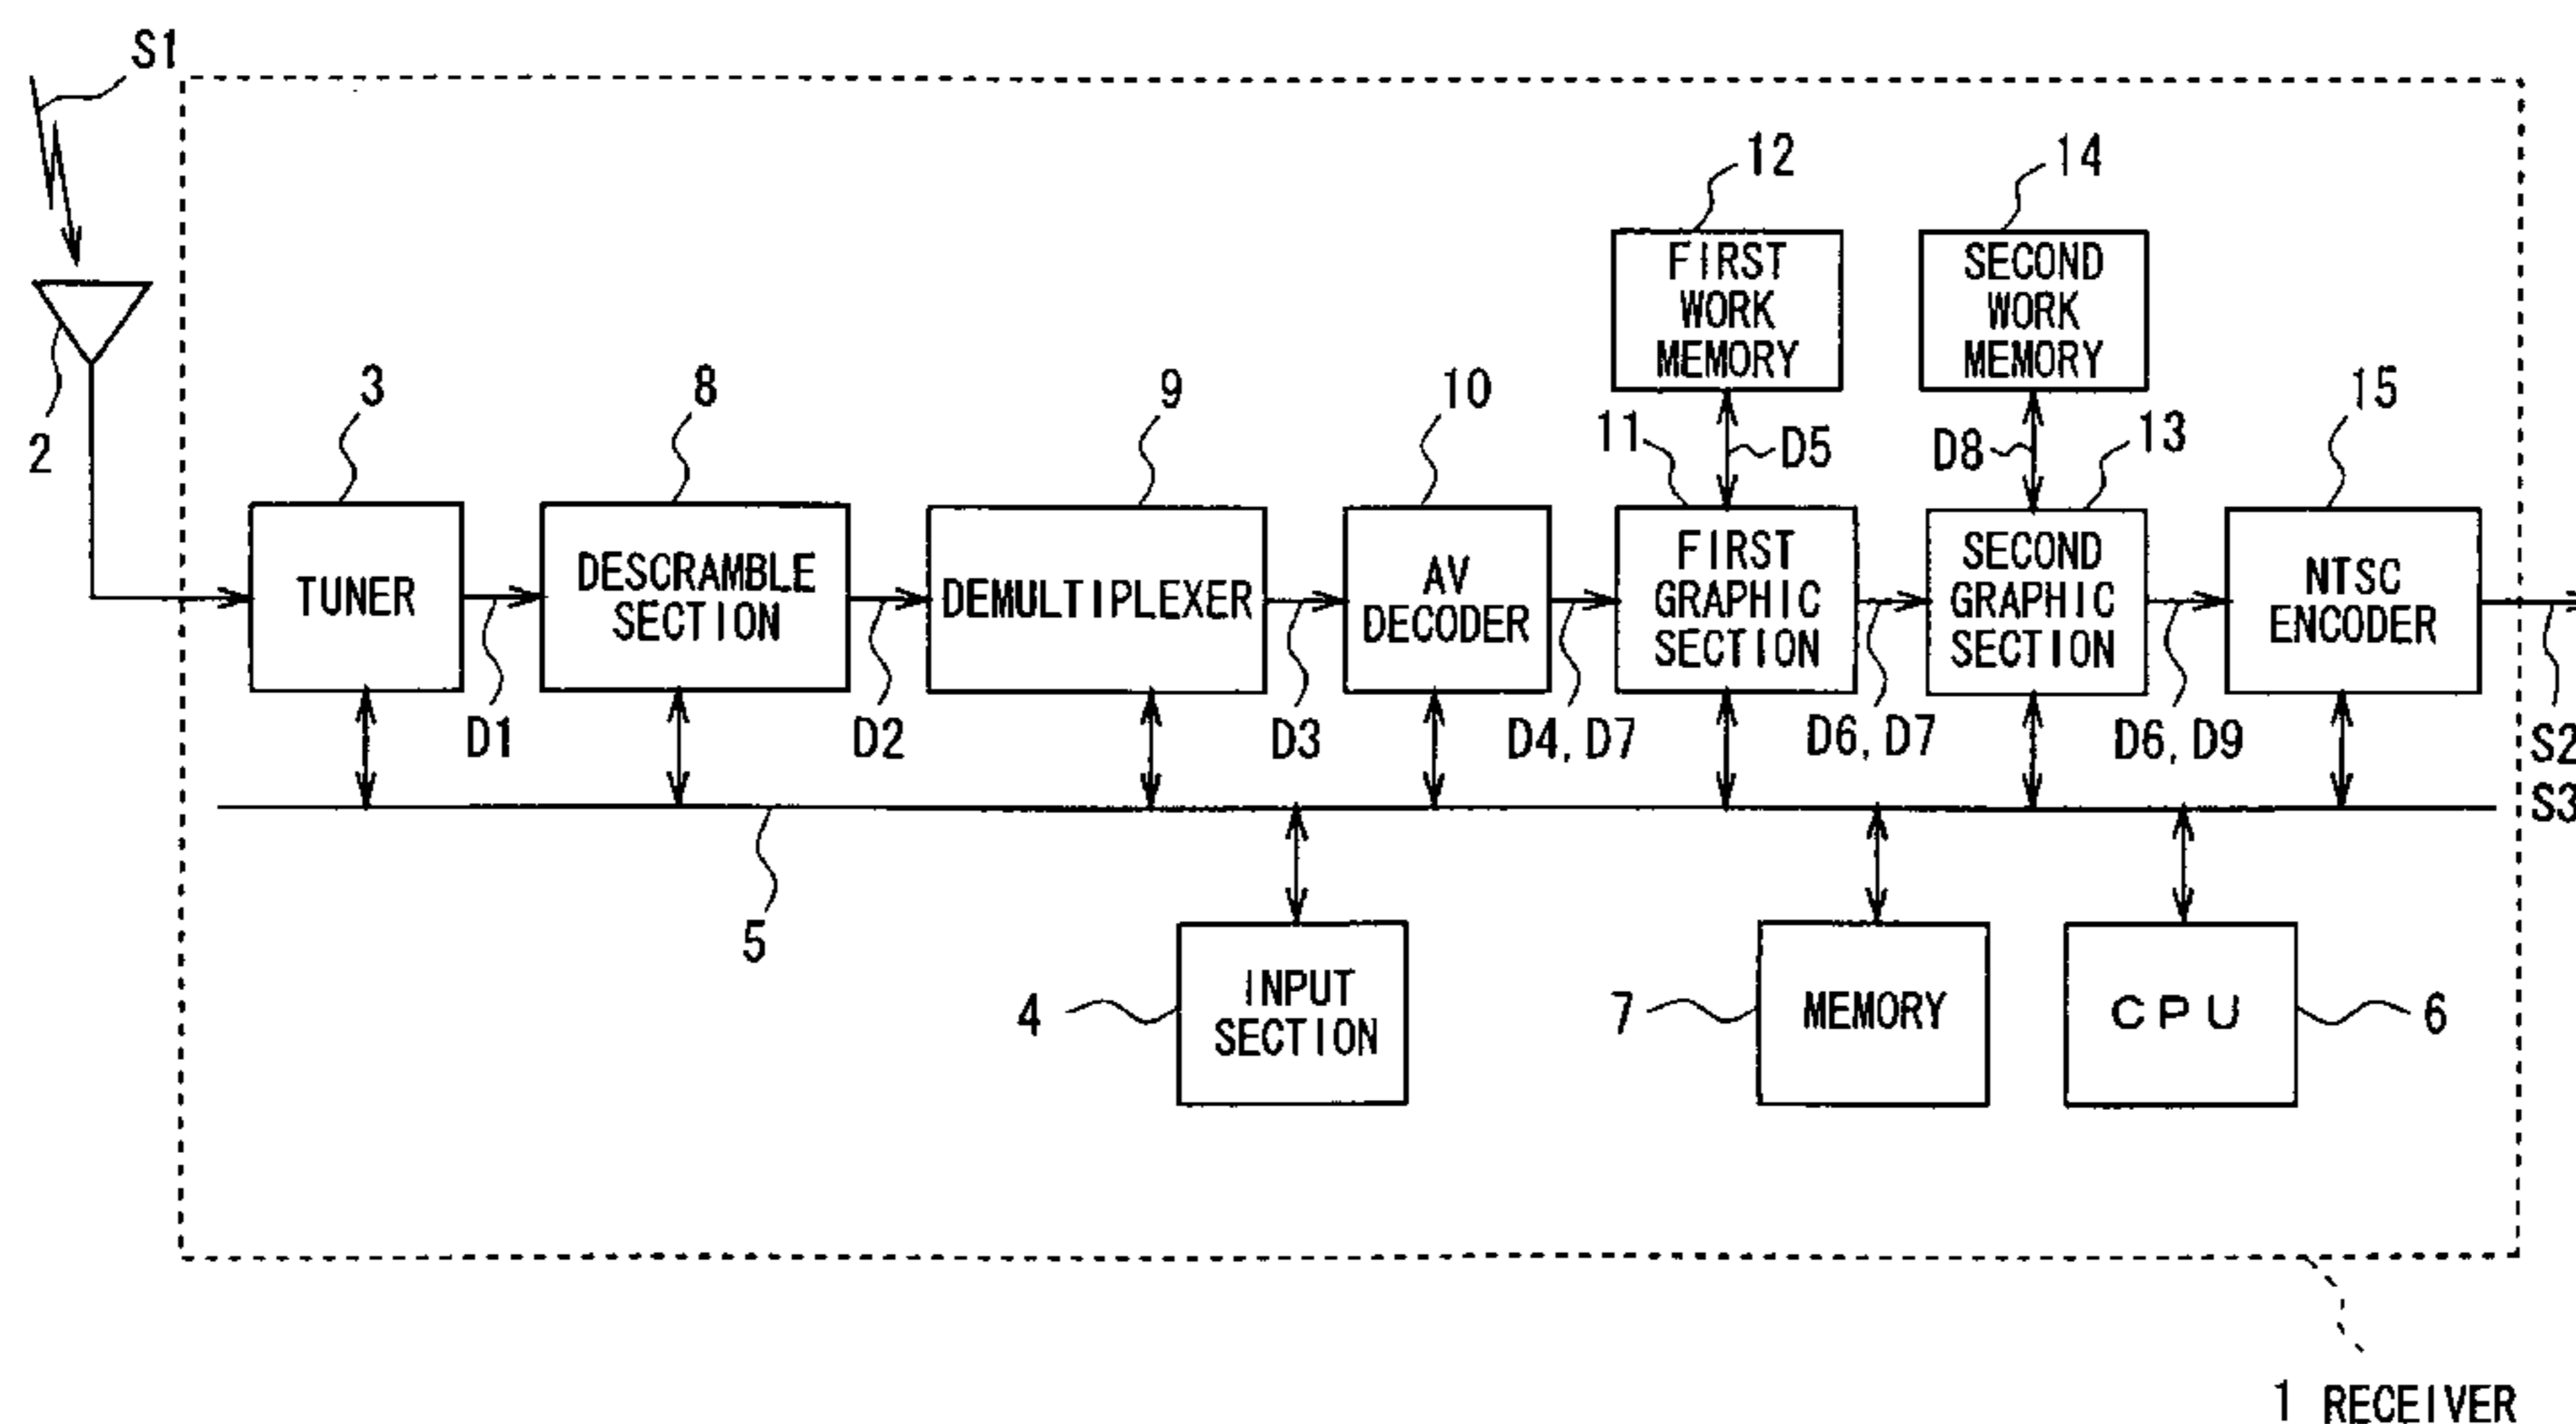 S1
12
14
FIRST
WORK
MEMORY
SECOND
WORK
MEMORY
2
3
8
9
10
11
D5
D8
13
15
TUNER
DESCRAMBLE
SECTION
DEMULTIPLEXER
AV
DECODER
FIRST
GRAPHIC
SECTION
SECOND
GRAPHIC
SECTION
NTSC
ENCODER
D1
D2
D3
D4, D7
D6, D7
D6, D9
S2
S3
5
4
INPUT
SECTION
7
MEMORY
CPU
6
1 RECEIVER